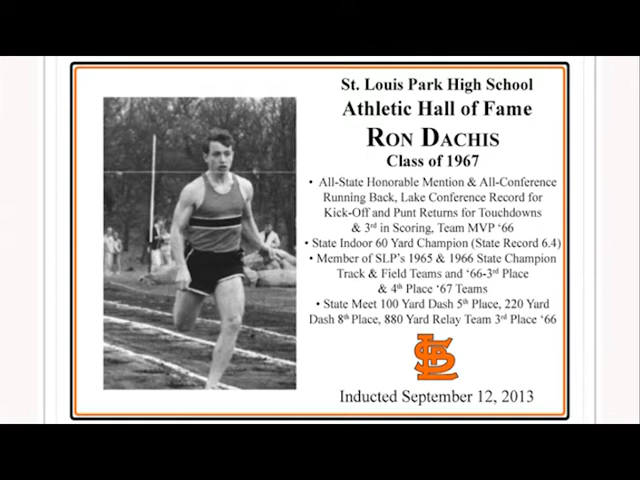 St. Louis Park High School
Athletic Hall of Fame
RON DACHIS
Class of 1967
• All-State Honorable Mention & All-Conference
Running Back, Lake Conference Record for
Kick-Off and Punt Returns for Touchdowns
& 3rd in Scoring, Team MVP ‘66
• State Indoor 60 Yard Champion (State Record 6.4)
• Member of SLP’s 1965 & 1966 State Champion
Track & Field Teams and ‘66-3rd Place
& 4th Place ‘67 Teams
• State Meet 100 Yard Dash 5th Place, 220 Yard
Dash 8th Place, 880 Yard Relay Team 3rd Place ‘66
SLP
Inducted September 12, 2013